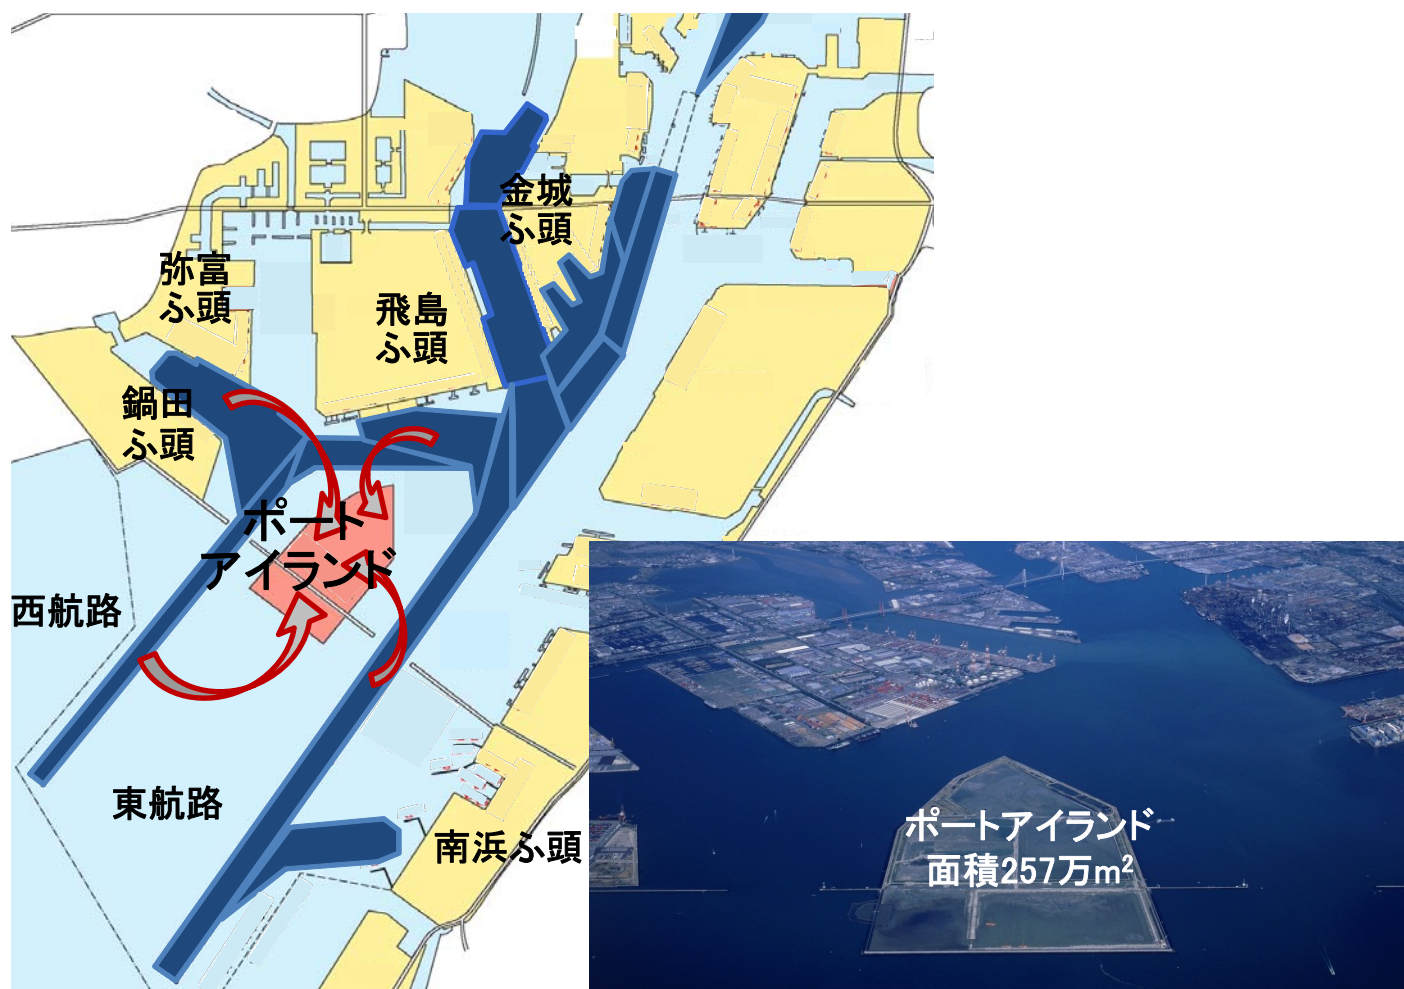 金城
ふ頭
弥富
ふ頭
飛島
ふ頭
鍋田
ふ頭
ポート
アイランド
西航路
東航路
南浜ふ頭
ポートアイランド
面積257万m²